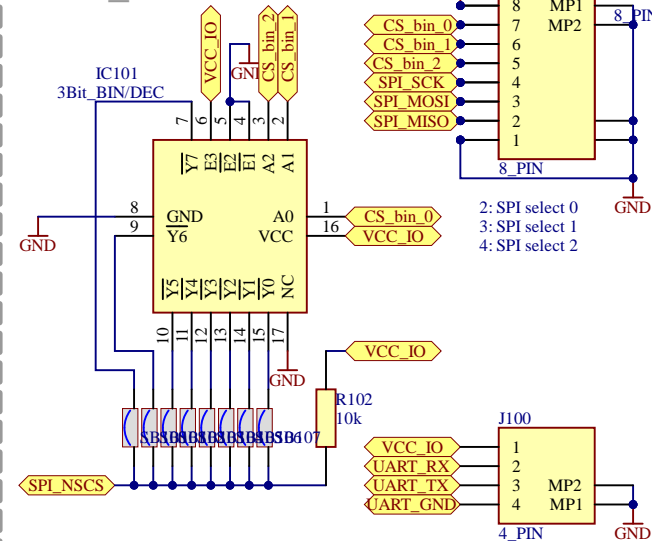 8 MP1
8_PIN
CS_bin_0 7 MP2
CS_bin_1 6
CS_bin_2 5
SPI_SCK 4
SPI_MOSI 3
SPI_MISO 2
1
8_PIN
GND
2: SPI select 0
3: SPI select 1
4: SPI select 2
VCC_IO
GND
CS_bin_2
CS_bin_1
IC101
3Bit_BIN/DEC
7 6 5 4 3 2
Y7 E3 E2 E1 A2 A1
8 GND A0 1 CS_bin_0
9 Y6 VCC 16 VCC_IO
GND
Y5 Y4 Y3 Y2 Y1 Y0 NC
10 11 12 13 14 15 17
GND
VCC_IO
R102
10k
SPI_NSCS
J100
VCC_IO 1
UART_RX 2
UART_TX 3 MP2
UART_GND 4 MP1
4_PIN
GND